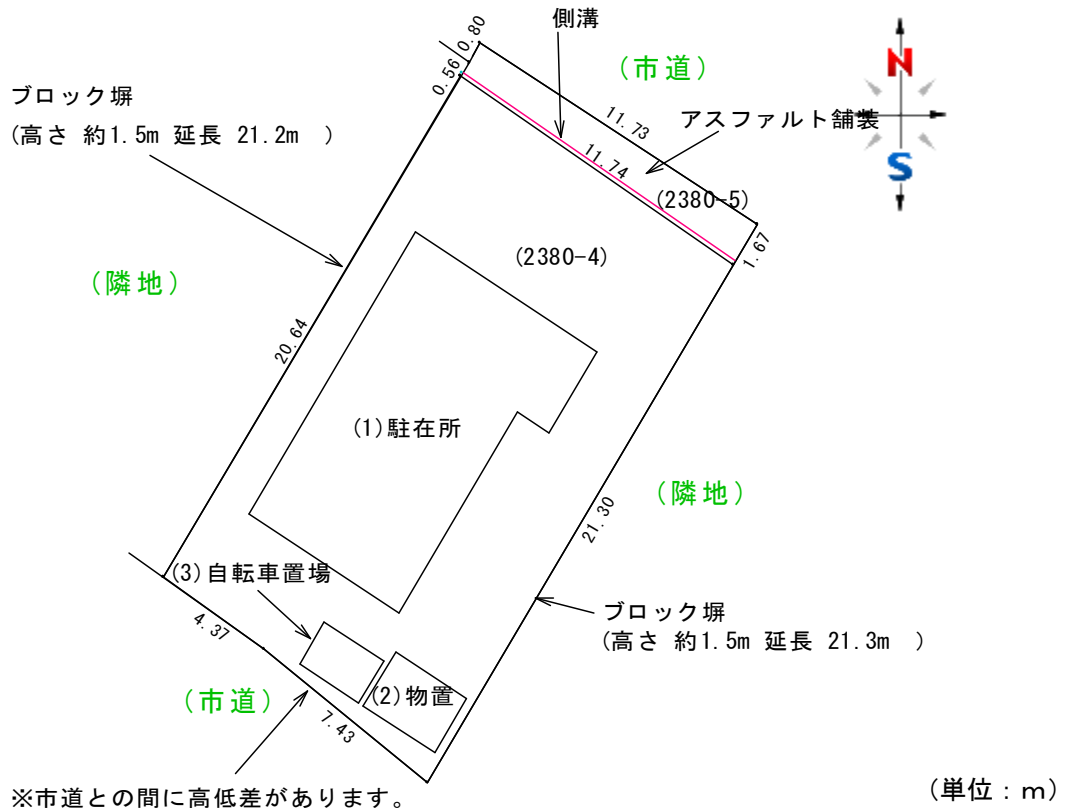 側溝
0.80
(市道)
0.56
ブロック塀
(高さ 約1.5m 延長 21.2m )
N
S
11.73
アスファルト舗装
11.74
(2380-5)
1.67
(2380-4)
(隣地)
20.64
(1)駐在所
(隣地)
21.30
(3)自転車置場
ブロック塀
(高さ 約1.5m 延長 21.3m )
4.37
(2)物置
(市道)
7.43
※市道との間に高低差があります。
(単位:m)